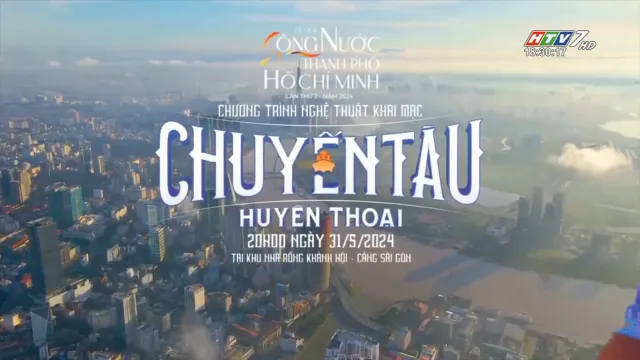 LỄ HỘI
SÔNG NƯỚC
THÀNH PHỐ
HỒ CHÍ MINH
LẦN THỨ 2 - NĂM 2024
CHƯƠNG TRÌNH NGHỆ THUẬT KHAI MẠC
CHUYẾN TÀU
HUYỀN THOẠI
20H00 NGÀY 31/5/2024
TẠI KHU NHÀ RỒNG KHÁNH HỘI - CẢNG SÀI GÒN
HTV7 HD
18:30:17